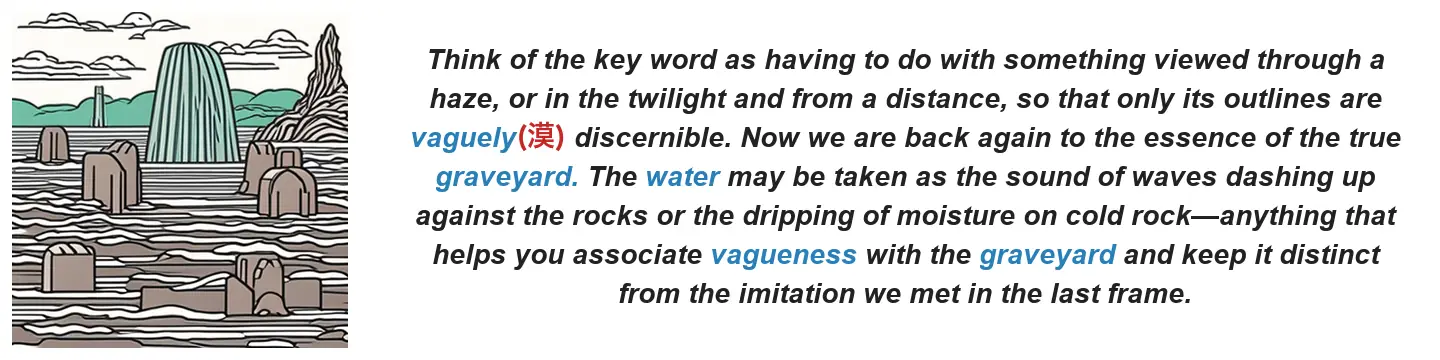 Think of the key word as having to do with something viewed through a
haze, or in the twilight and from a distance, so that only its outlines are
vaguely(漠) discernible. Now we are back again to the essence of the true
graveyard. The water may be taken as the sound of waves dashing up
against the rocks or the dripping of moisture on cold rock—anything that
helps you associate vagueness with the graveyard and keep it distinct
from the imitation we met in the last frame.